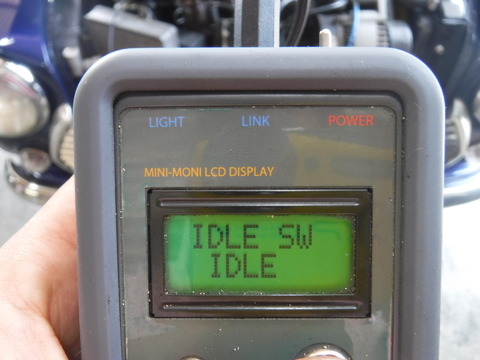 LIGHT LINK POWER
MINI-MONI LCD DISPLAY
IDLE SW
IDLE